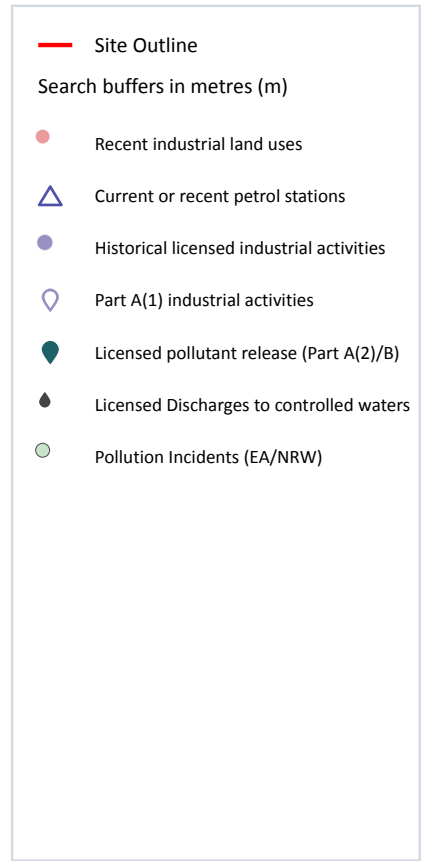 Site Outline
Search buffers in metres (m)
Recent industrial land uses
Current or recent petrol stations
Historical licensed industrial activities
Part A(1) industrial activities
Licensed pollutant release (Part A(2)/B)
Licensed Discharges to controlled waters
Pollution Incidents (EA/NRW)